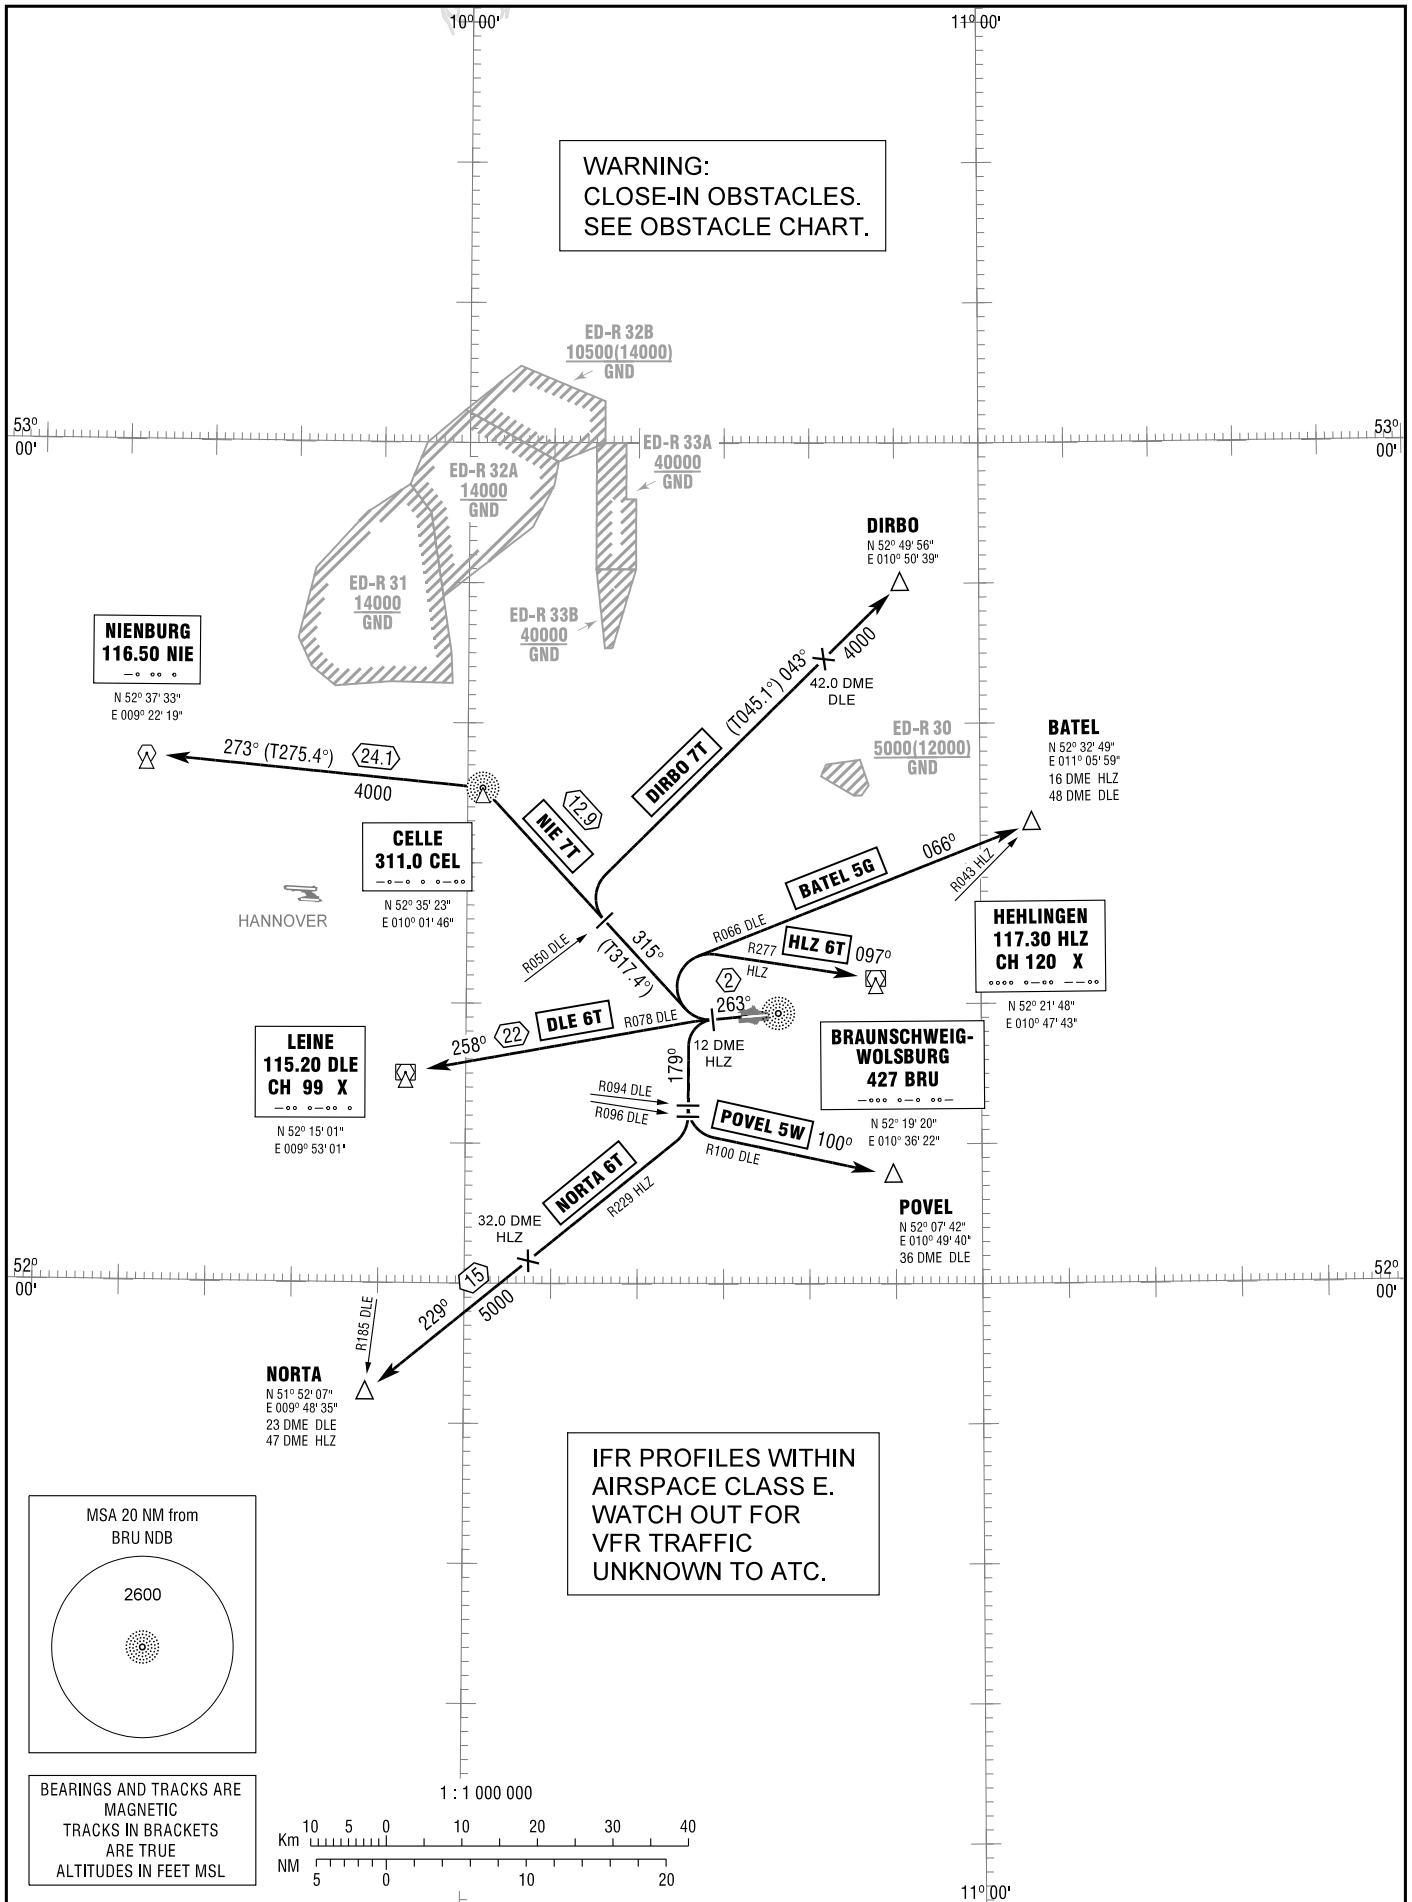 10° 00'
11° 00'
WARNING:
CLOSE-IN OBSTACLES.
SEE OBSTACLE CHART.
ED-R 32B
10500(14000)
GND
53°
00'
53°
00'
ED-R 33A
40000
GND
ED-R 32A
14000
GND
DIRBO
N 52° 49' 56"
E 010° 50' 39"
ED-R 31
14000
GND
ED-R 33B
40000
GND
NIENBURG
116.50 NIE
N 52° 37' 33"
E 009° 22' 19"
4000
(T045.1°) 043°
42.0 DME
DLE
ED-R 30
5000(12000)
GND
BATEL
N 52° 32' 49"
E 011° 05' 59"
16 DME HLZ
48 DME DLE
273° (T275.4°)
24.1
4000
DIRBO 7T
12.9
NIE 7T
CELLE
311.0 CEL
N 52° 35' 23"
E 010° 01' 46"
066°
R043 HLZ
BATEL 5G
HANNOVER
HEHLINGEN
117.30 HLZ
CH 120 X
N 52° 21' 48"
E 010° 47' 43"
R050 DLE
315°
(T317.4°)
R066 DLE
R277
HLZ
HLZ 6T
097°
2
263°
12 DME
HLZ
LEINE
115.20 DLE
CH 99 X
N 52° 15' 01"
E 009° 53' 01"
258°
22
DLE 6T
R078 DLE
BRAUNSCHWEIG-
WOLSBURG
427 BRU
N 52° 19' 20"
E 010° 36' 22"
179°
R094 DLE
R096 DLE
POVEL 5W
100°
R100 DLE
NORTA 6T
R229 HLZ
POVEL
N 52° 07' 42"
E 010° 49' 40"
36 DME DLE
32.0 DME
HLZ
52°
00'
52°
00'
15
229°
5000
R185 DLE
NORTA
N 51° 52' 07"
E 009° 48' 35"
23 DME DLE
47 DME HLZ
IFR PROFILES WITHIN
AIRSPACE CLASS E.
WATCH OUT FOR
VFR TRAFFIC
UNKNOWN TO ATC.
MSA 20 NM from
BRU NDB
2600
BEARINGS AND TRACKS ARE
MAGNETIC
TRACKS IN BRACKETS
ARE TRUE
ALTITUDES IN FEET MSL
1 : 1 000 000
Km 10 5 0 10 20 30 40
NM 5 0 10 20
11° 00'